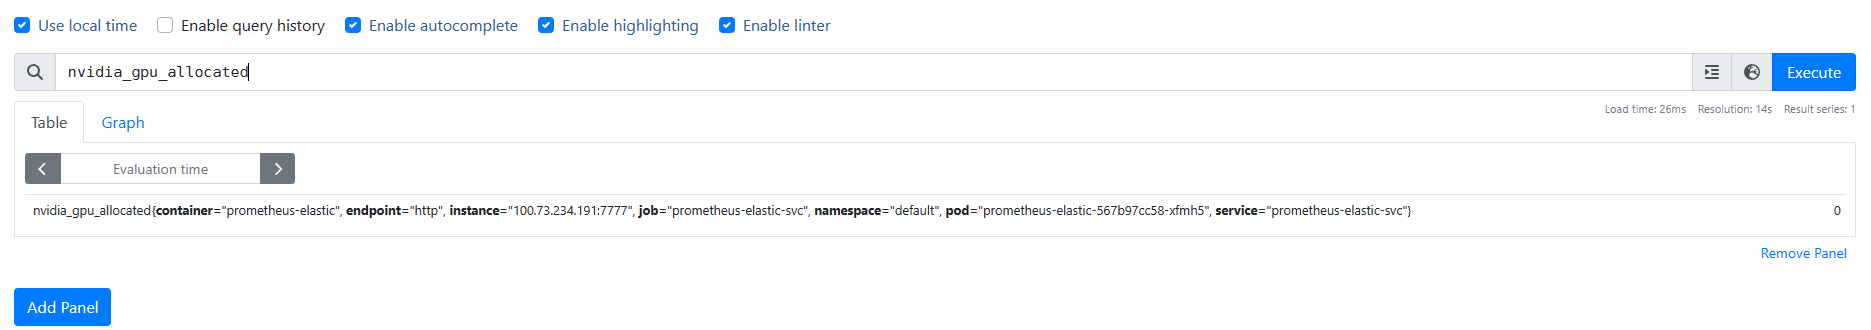 Use local time Enable query history Enable autocomplete Enable highlighting Enable linter
nvidia_gpu_allocated Execute
Table Graph Load time: 26ms Resolution: 14s Result series: 1
Evaluation time
nvidia_gpu_allocated{container="prometheus-elastic", endpoint="http", instance="100.73.234.191:7777", job="prometheus-elastic-svc", namespace="default", pod="prometheus-elastic-567b97cc58-xfmh5", service="prometheus-elastic-svc"} 0
Remove Panel
Add Panel